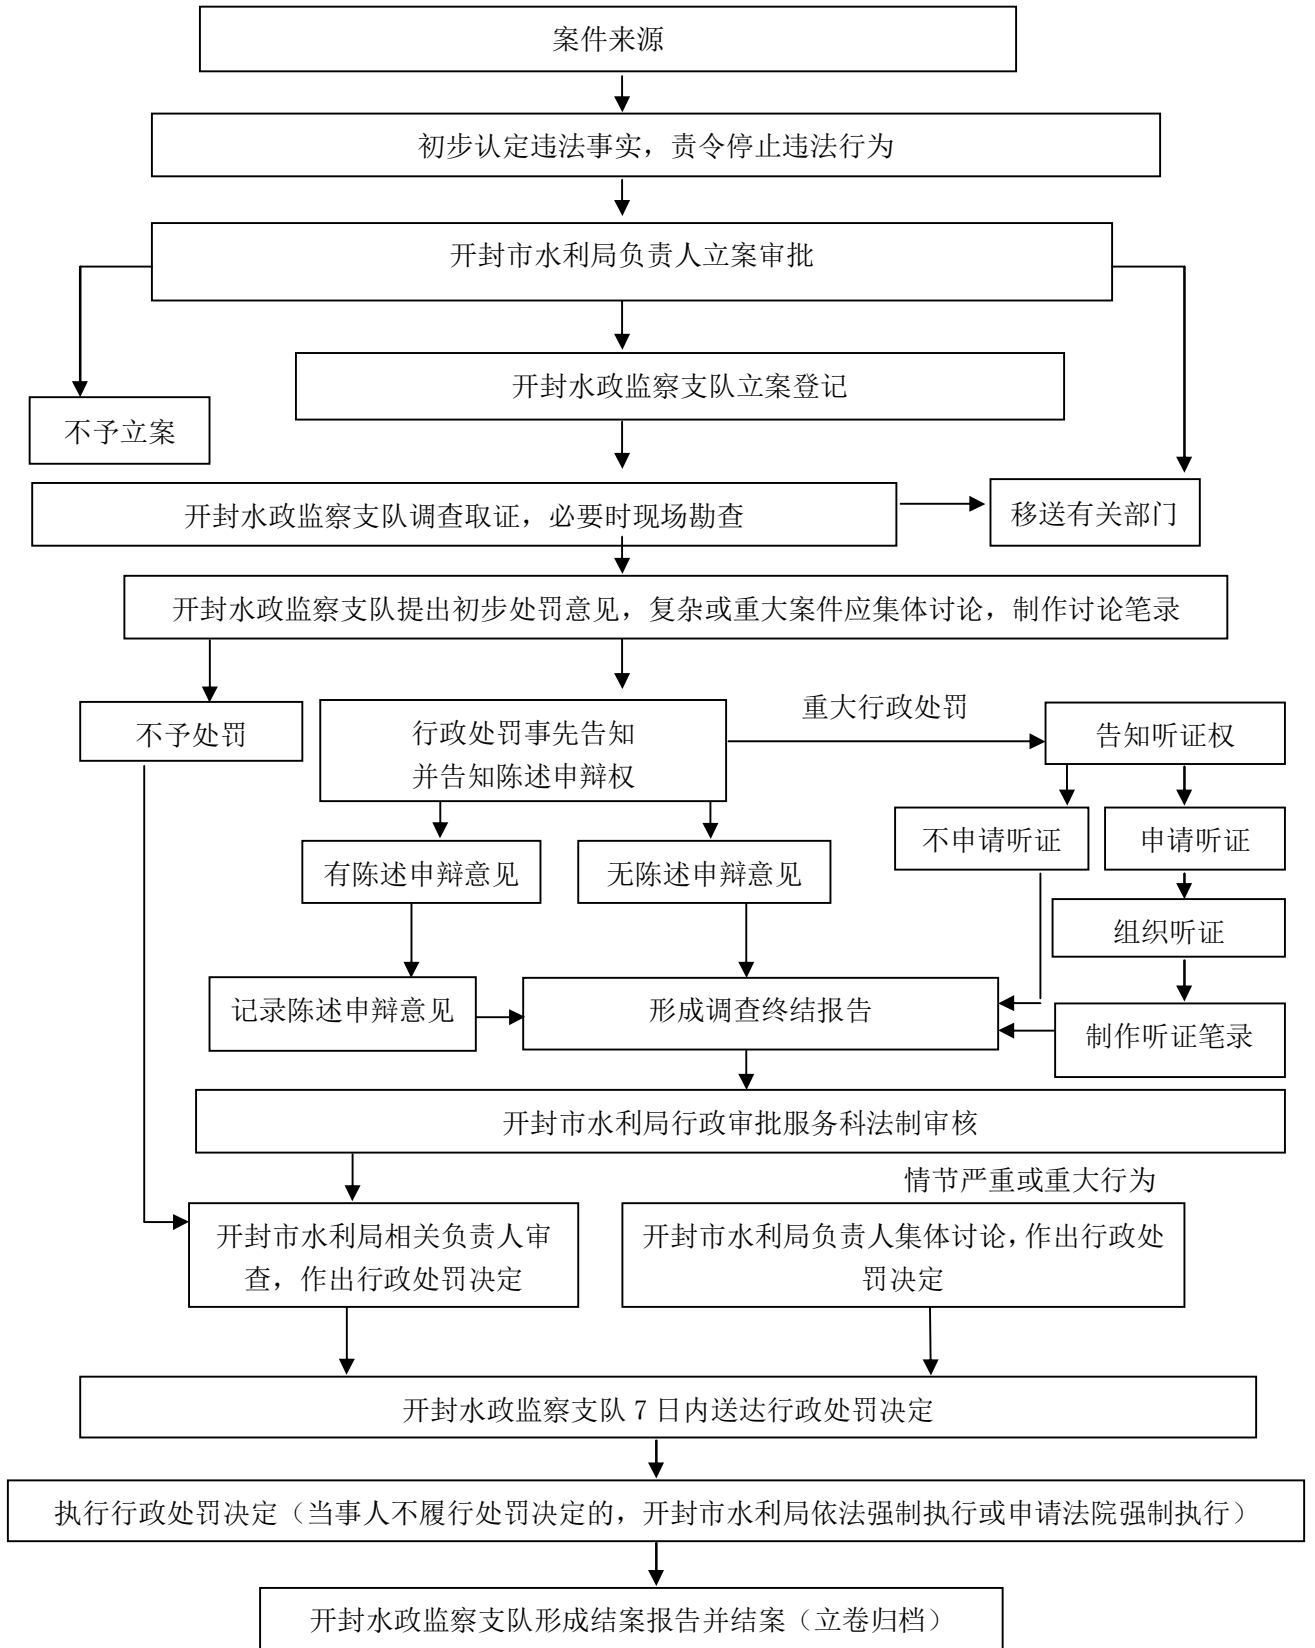 案件来源
初步认定违法事实，责令停止违法行为
开封市水利局负责人立案审批
开封水政监察支队立案登记
不予立案
开封水政监察支队调查取证，必要时现场勘查
移送有关部门
开封水政监察支队提出初步处罚意见，复杂或重大案件应集体讨论，制作讨论笔录
不予处罚
行政处罚事先告知
并告知陈述申辩权
重大行政处罚
告知听证权
有陈述申辩意见
无陈述申辩意见
不申请听证
申请听证
组织听证
记录陈述申辩意见
形成调查终结报告
制作听证笔录
开封市水利局行政审批服务科法制审核
情节严重或重大行为
开封市水利局相关负责人审
查，作出行政处罚决定
开封市水利局负责人集体讨论，作出行政处
罚决定
开封水政监察支队 7 日内送达行政处罚决定
执行行政处罚决定（当事人不履行处罚决定的，开封市水利局依法强制执行或申请法院强制执行）
开封水政监察支队形成结案报告并结案（立卷归档）